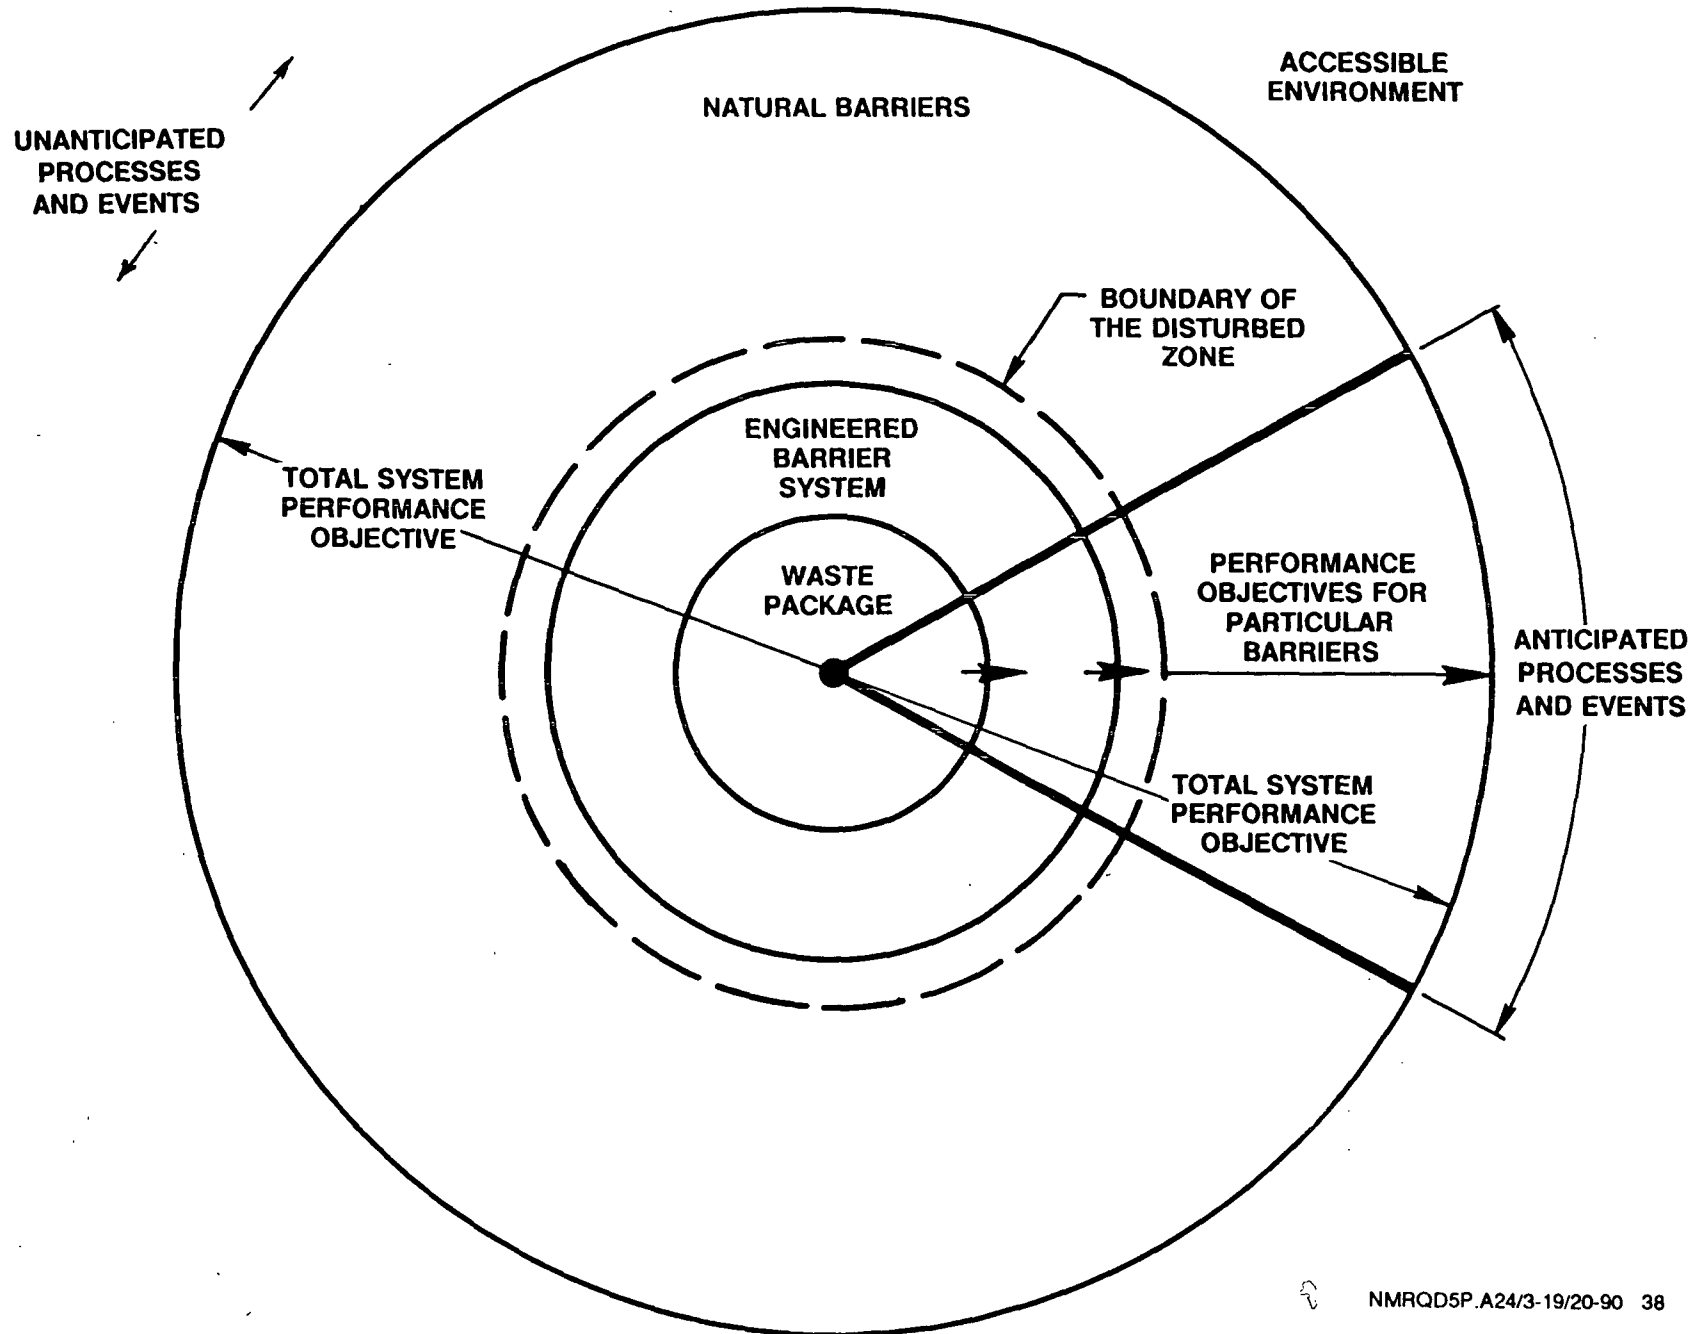 ACCESSIBLE
ENVIRONMENT
NATURAL BARRIERS
UNANTICIPATED
PROCESSES
AND EVENTS
BOUNDARY OF
THE DISTURBED
ZONE
ENGINEERED
BARRIER
SYSTEM
TOTAL SYSTEM
PERFORMANCE
OBJECTIVE
WASTE
PACKAGE
PERFORMANCE
OBJECTIVES FOR
PARTICULAR
BARRIERS
ANTICIPATED
PROCESSES
AND EVENTS
TOTAL SYSTEM
PERFORMANCE
OBJECTIVE
NMRQD5P.A24/3-19/20-90 38